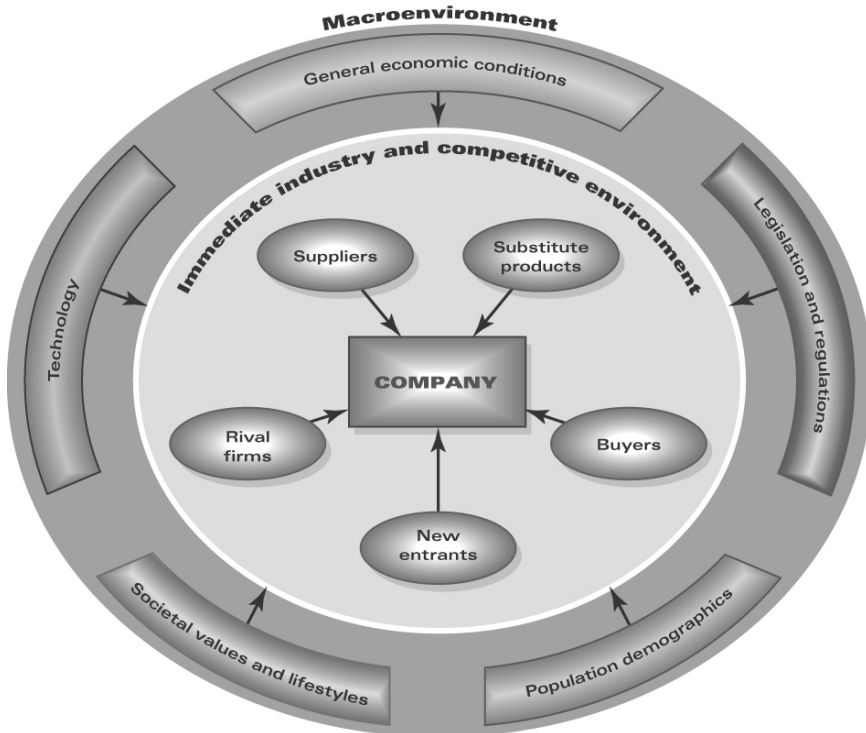 Macroenvironment
General economic conditions
Immediate industry and competitive environment
Technology
Legislation and regulations
Suppliers
Substitute
products
COMPANY
Rival
firms
Buyers
New
entrants
Societal values and lifestyles
Population demographics